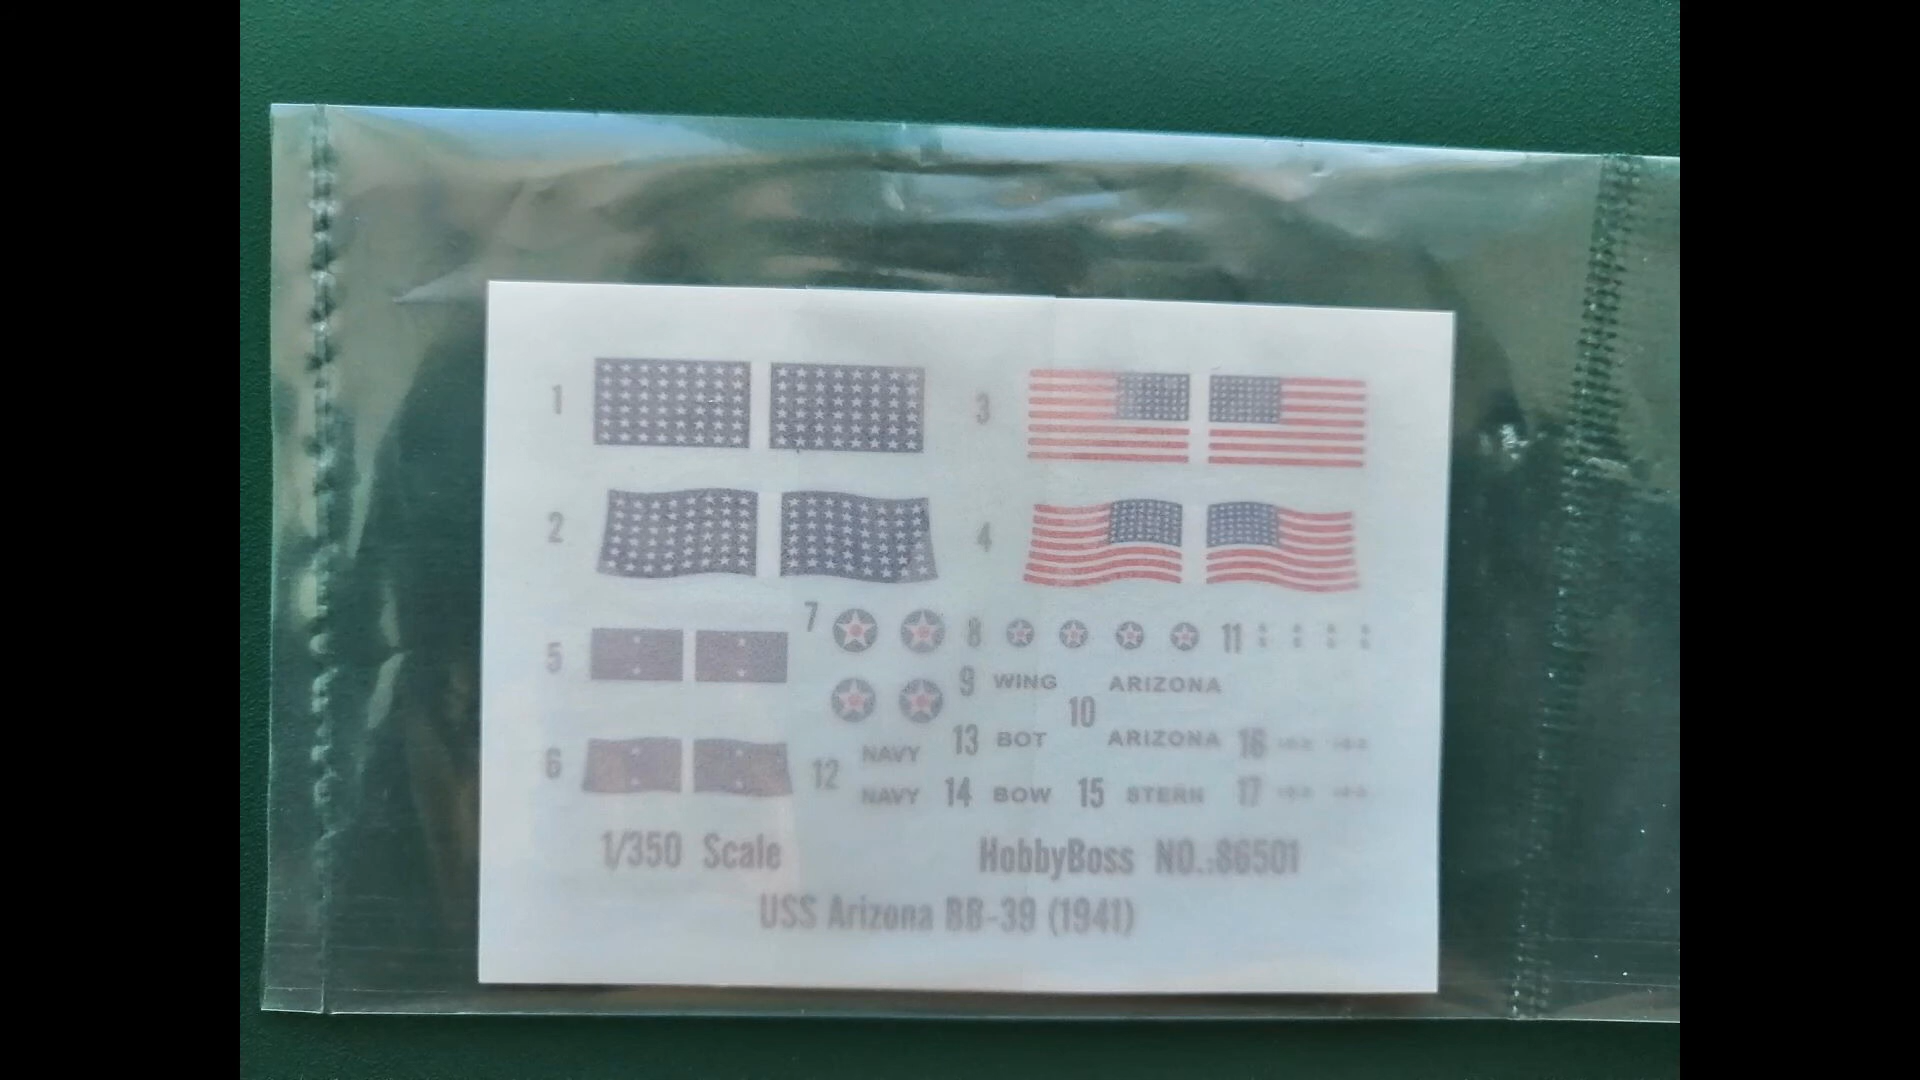 1 3
2 4
7
5 8 11
9 WING ARIZONA
10
13 BOT ARIZONA 16
6 12 NAVY
NAVY 14 BOW 15 STERN 17
1/350 Scale HobbyBoss NO.:86501
USS Arizona BB-39 (1941)